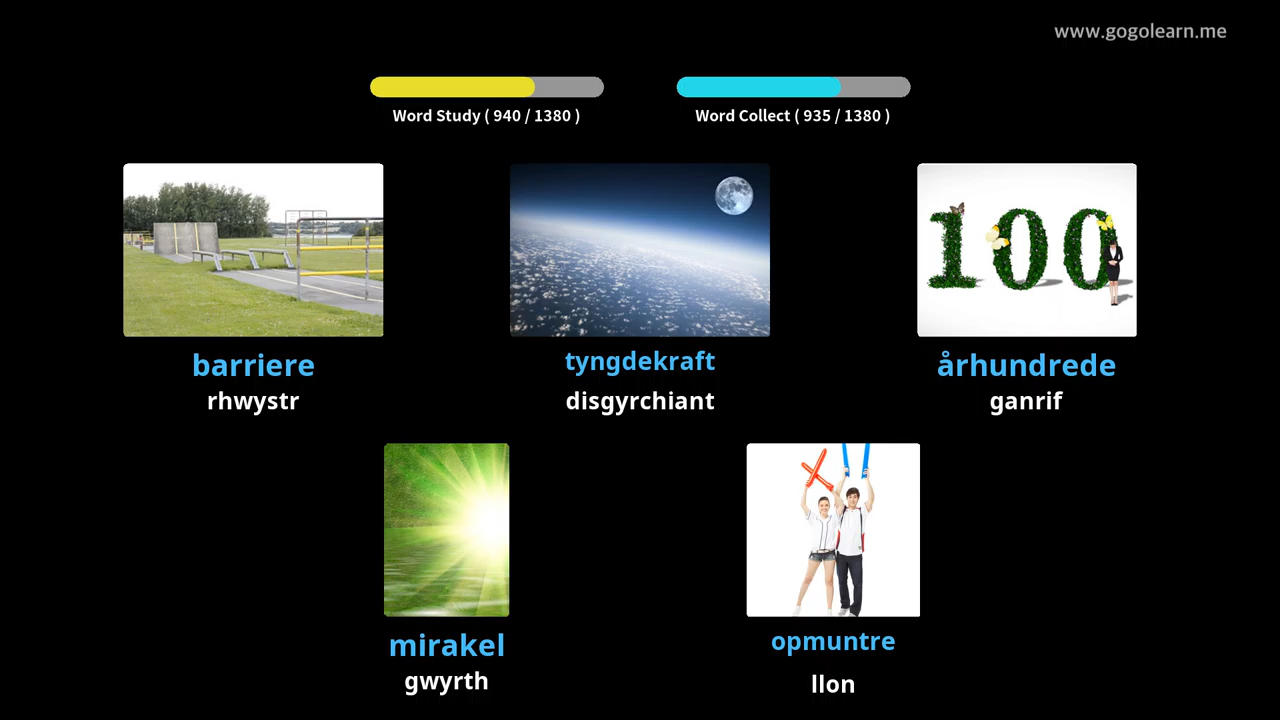 www.gogolearn.me
Word Study ( 940 / 1380 )
Word Collect ( 935 / 1380 )
barriere
rhwystr
tyngdekraft
disgyrchiant
århundrede
ganrif
mirakel
gwyrth
opmuntre
llon